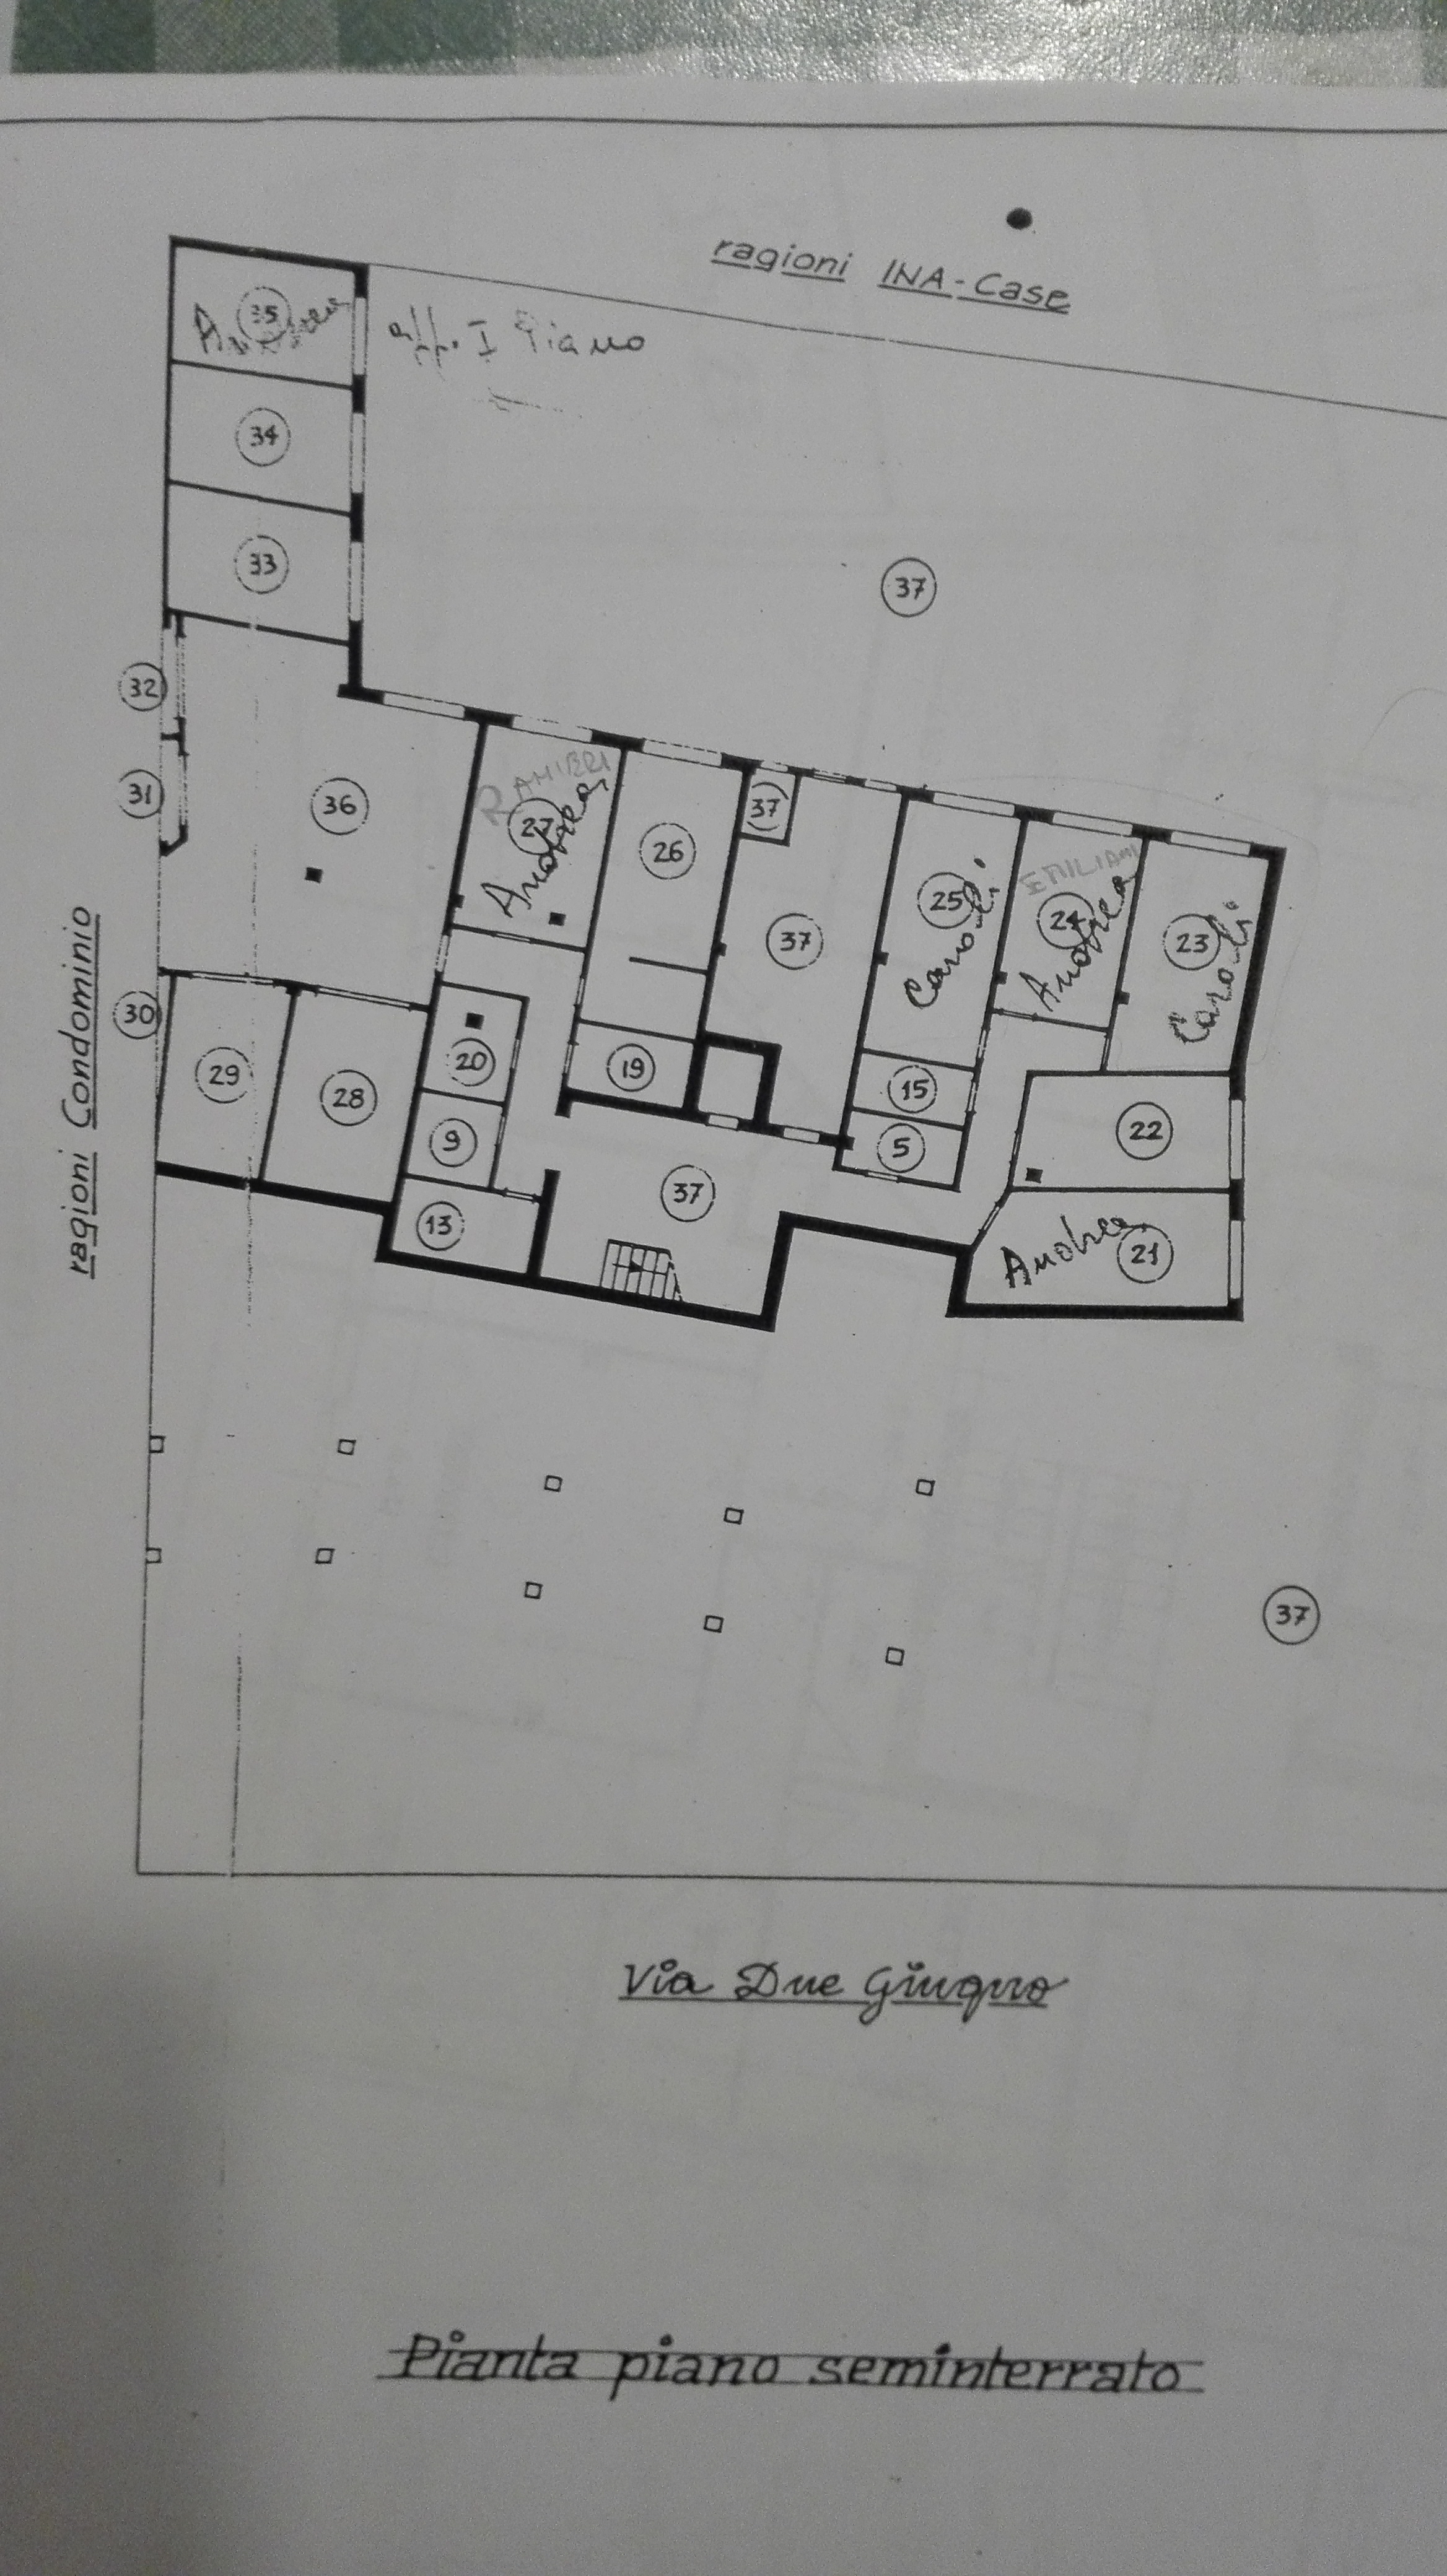 ragioni INA-Case
35
Andrea
app. I Piano
34
33
37
32
31
36
RANIERI
27
Andrea
26
37
37
25
Caroli
EMILIANI
24
Andrea
23
Caroli
30
29
28
20
19
15
9
5
22
13
37
21
Andrea
ragioni Condominio
37
Via Due Giugno
Pianta piano seminterrato